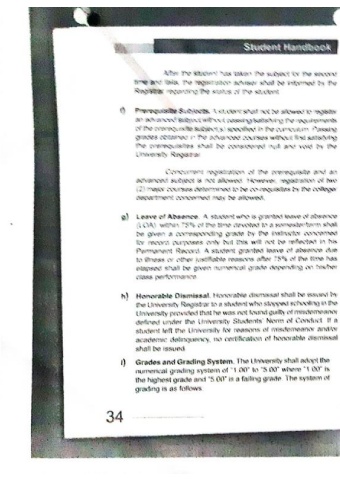 Student Handbook
After the student has taken the subject for the second
time and fails, the registration adviser shall be informed by the
Registrar regarding the status of the student.
f) Prerequisite Subjects. A student shall not be allowed to register
an advanced subject without passing/satisfying the requirements
of the prerequisite subject(s) specified in the curriculum. Passing
grades obtained in the advanced courses without first satisfying
the prerequisites shall be considered null and void by the
University Registrar.
Concurrent registration of the prerequisite and an
advanced subject is not allowed. However, registration of two
(2) major courses determined to be co-requisites by the college/
department concerned may be allowed.
g) Leave of Absence. A student who is granted leave of absence
(LOA) within 75% of the time devoted to a semester/term shall
be given a corresponding grade by the instructor concerned
for record purposes only but this will not be reflected in his
Permanent Record. A student granted leave of absence due
to illness or other justifiable reasons after 75% of the time has
elapsed shall be given numerical grade depending on his/her
class performance.
h) Honorable Dismissal. Honorable dismissal shall be issued by
the University Registrar to a student who stopped schooling in the
University provided that he was not found guilty of misdemeanor
defined under the University Students' Norm of Conduct. If a
student left the University for reasons of misdemeanor and/or
academic delinquency, no certification of honorable dismissal
shall be issued.
i) Grades and Grading System. The University shall adopt the
numerical grading system of "1.00" to "5.00" where "1.00" is
the highest grade and "5.00" is a failing grade. The system of
grading is as follows:
34